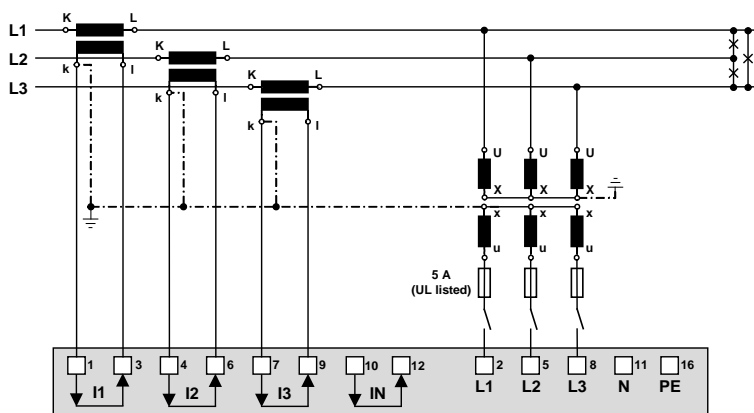 L1 K L
L2 K L
k l
L3 K L
k l
k l
U U U
X X X
x x x
u u u
5 A
(UL listed)
1 3 4 6 7 9 10 12 2 5 8 11 16
I1 I2 I3 IN L1 L2 L3 N PE